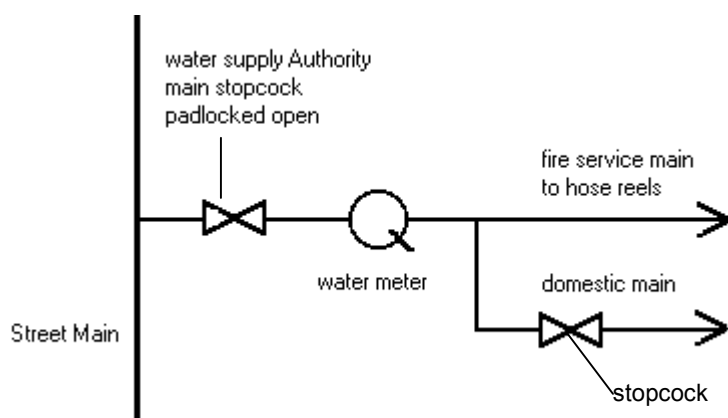 water supply Authority
main stopcock
padlocked open
fire service main
to hose reels
water meter
domestic main
Street Main
stopcock